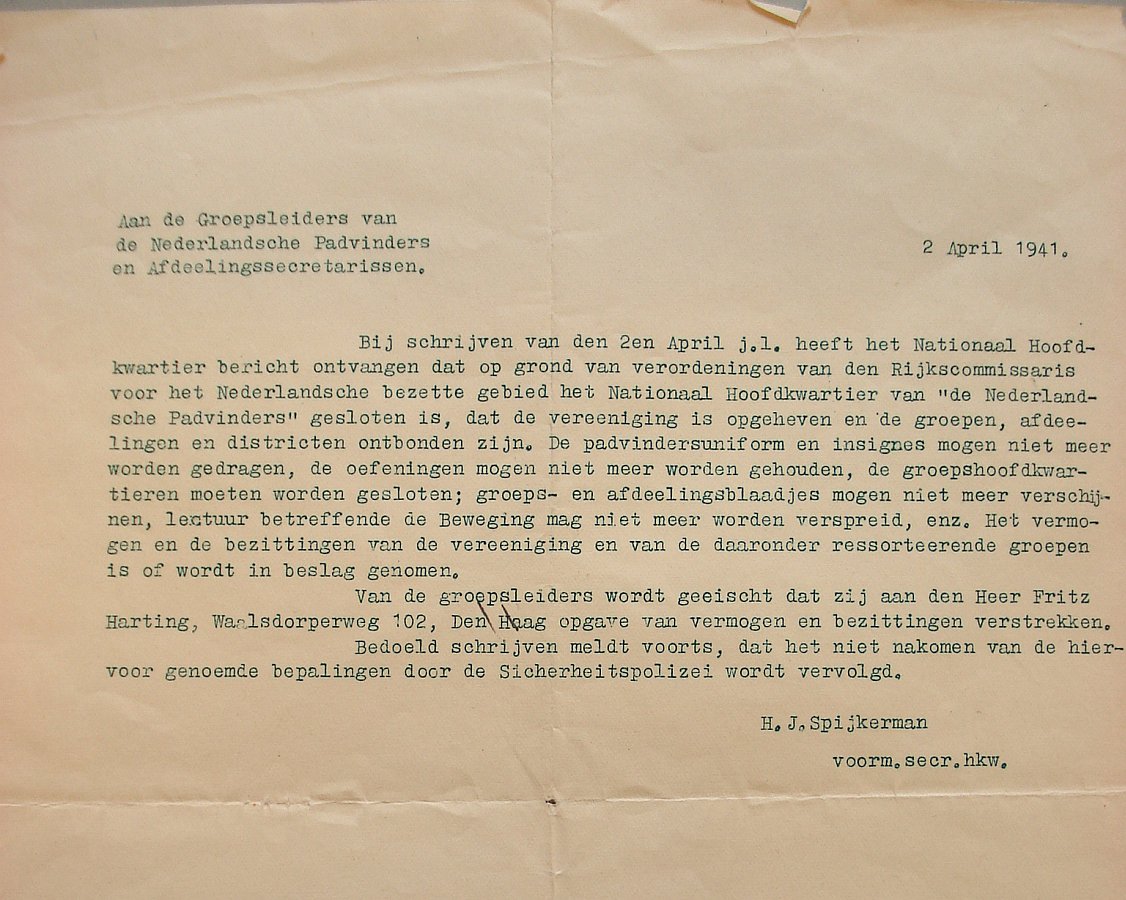 Aan de Groepsleiders van
de Nederlandsche Padvinders
en Afdeelingssecretarissen.
2 April 1941.
Bij schrijven van den 2en April j.l. heeft het Nationaal Hoofd-
kwartier bericht ontvangen dat op grond van verordeningen van den Rijkscommissaris
voor het Nederlandsche bezette gebied het Nationaal Hoofdkwartier van "de Nederland-
sche Padvinders" gesloten is, dat de vereeniging is opgeheven en de groepen, afdee-
lingen en districten ontbonden zijn. De padvindersuniform en insignes mogen niet meer
worden gedragen, de oefeningen mogen niet meer worden gehouden, de groepshoofdkwar-
tieren moeten worden gesloten; groeps- en afdeelingsblaadjes mogen niet meer verschij-
nen, lectuur betreffende de Beweging mag niet meer worden verspreid, enz. Het vermo-
gen en de bezittingen van de vereeniging en van de daaronder ressorteerende groepen
is of wordt in beslag genomen.
Van de groepsleiders wordt geeischt dat zij aan den Heer Fritz
Harting, Waalsdorperweg 102, Den Haag opgave van vermogen en bezittingen verstrekken.
Bedoeld schrijven meldt voorts, dat het niet nakomen van de hier-
voor genoemde bepalingen door de Sicherheitspolizei wordt vervolgd.
H.J.Spijkerman
voorm.secr.hkw.